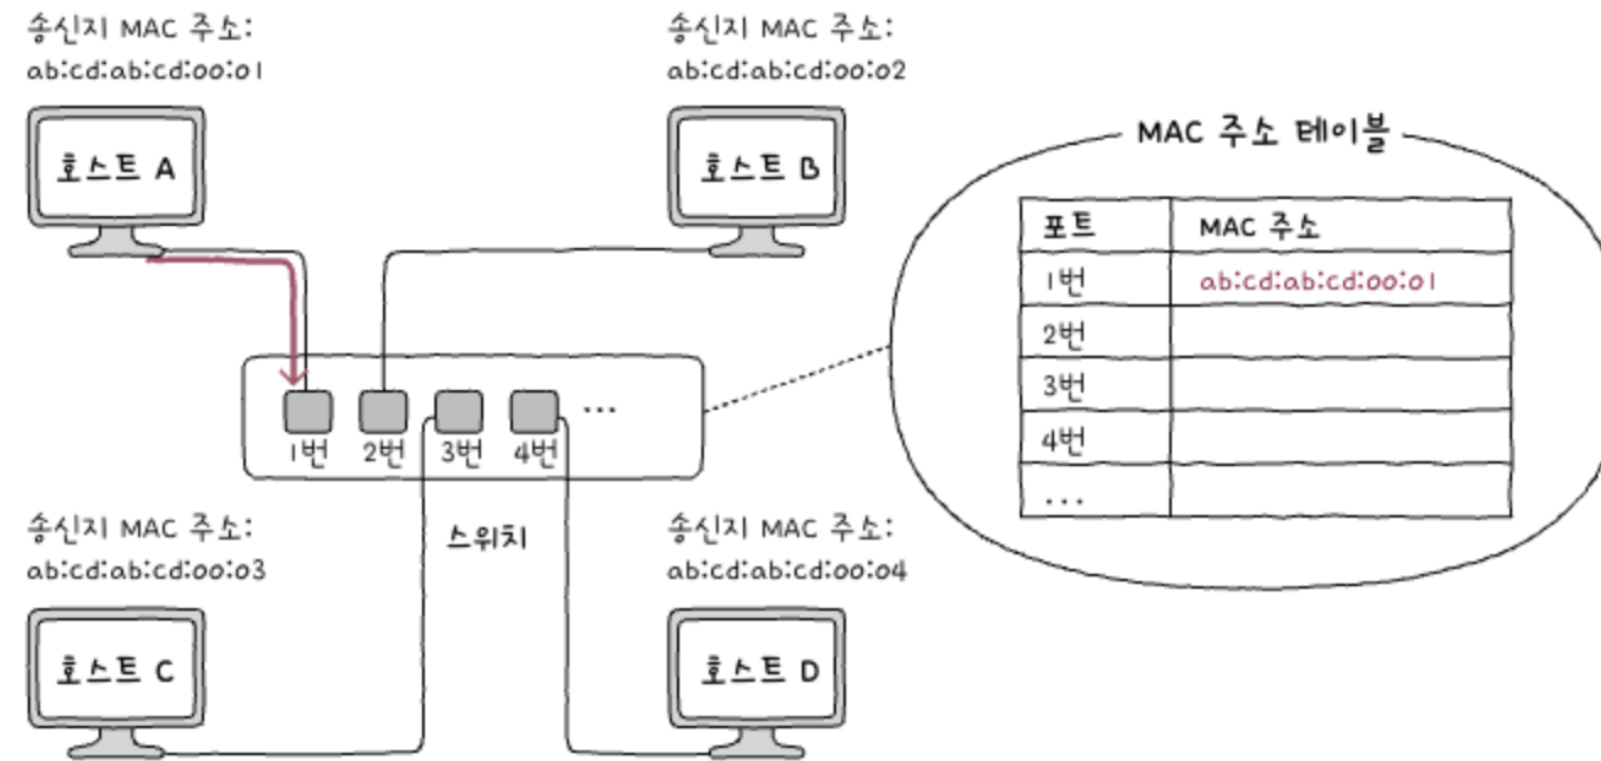 송신지 MAC 주소:
ab:cd:ab:cd:00:01
호스트 A
송신지 MAC 주소:
ab:cd:ab:cd:00:02
호스트 B
1번 2번 3번 4번 ...
스위치
송신지 MAC 주소:
ab:cd:ab:cd:00:03
호스트 C
송신지 MAC 주소:
ab:cd:ab:cd:00:04
호스트 D
MAC 주소 테이블
포트 MAC 주소
1번 ab:cd:ab:cd:00:01
2번
3번
4번
...